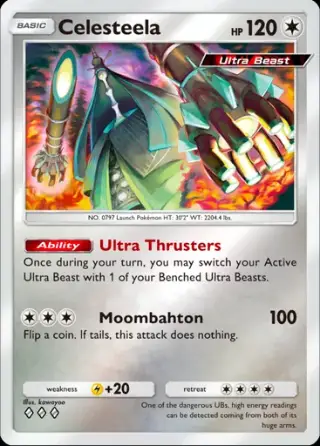 BASIC Celesteela HP 120
Ultra Beast
NO. 0797 Launch Pokémon HT: 30'2" WT: 2204.4 lbs.
Ability Ultra Thrusters
Once during your turn, you may switch your Active
Ultra Beast with 1 of your Benched Ultra Beasts.
Moombahton 100
Flip a coin. If tails, this attack does nothing.
weakness +20 retreat
Illus. kawayoo
One of the dangerous UBs, high energy readings
can be detected coming from both of its
huge arms.